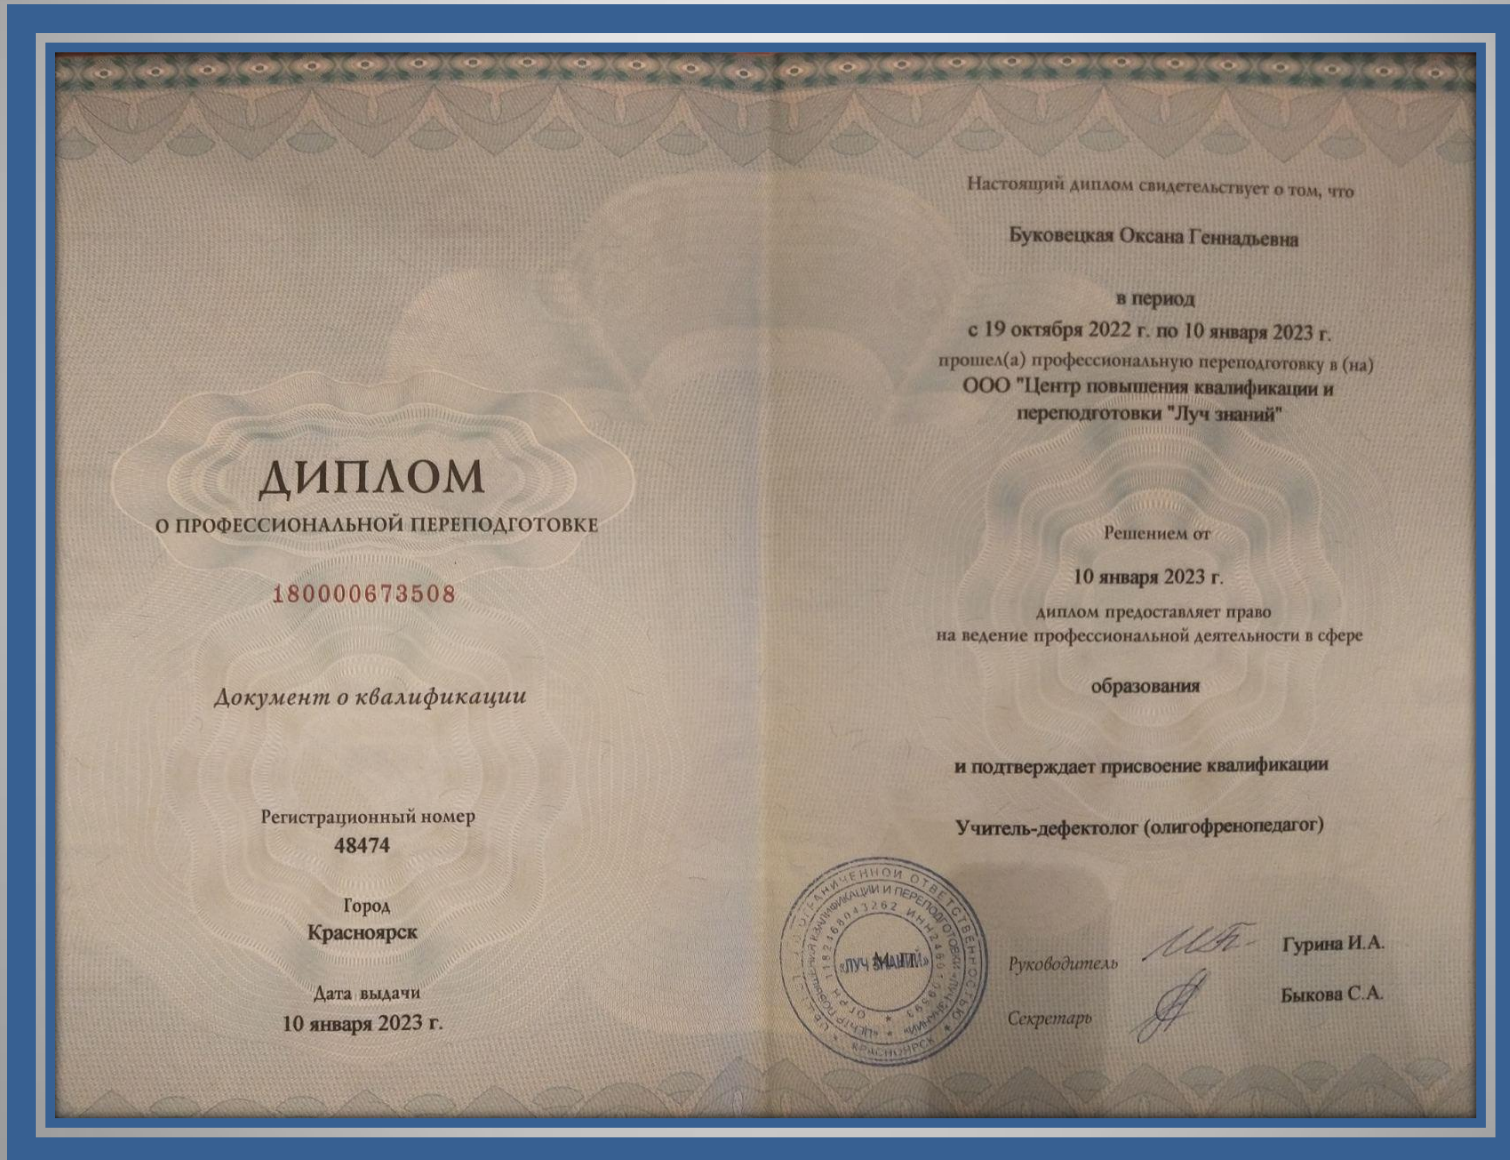 ДИПЛОМ
О ПРОФЕССИОНАЛЬНОЙ ПЕРЕПОДГОТОВКЕ
180000673508
Документ о квалификации
Регистрационный номер
48474
Город
Красноярск
Дата выдачи
10 января 2023 г.
Настоящий диплом свидетельствует о том, что
Буковецкая Оксана Геннадьевна
в период
с 19 октября 2022 г. по 10 января 2023 г.
прошел(а) профессиональную переподготовку в (на)
ООО "Центр повышения квалификации и
переподготовки "Луч знаний"
Решением от
10 января 2023 г.
диплом предоставляет право
на ведение профессиональной деятельности в сфере
образования
и подтверждает присвоение квалификации
Учитель-дефектолог (олигофренопедагог)
Руководитель
Гурина И.А.
Секретарь
Быкова С.А.
М.П.
«ЛУЧ ЗНАНИЙ»
КРАСНОЯРСК